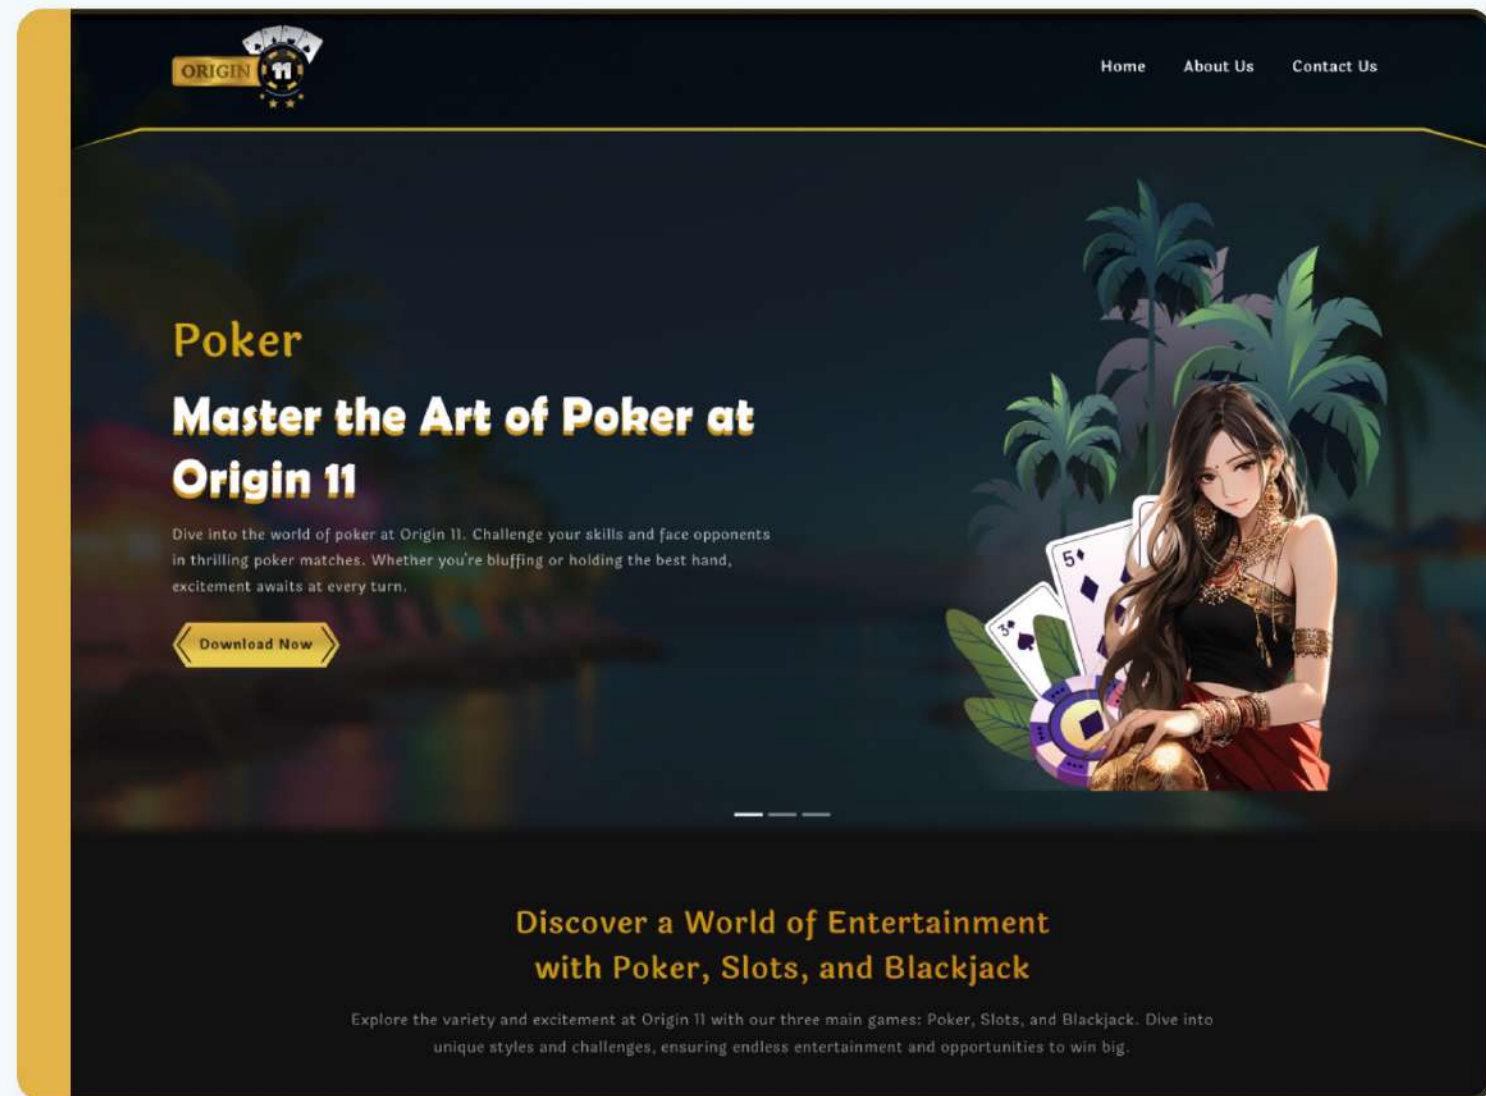 ORIGIN 11
Home
About Us
Contact Us
Poker
Master the Art of Poker at
Origin 11
Dive into the world of poker at Origin 11. Challenge your skills and face opponents
in thrilling poker matches. Whether you're bluffing or holding the best hand,
excitement awaits at every turn.
Download Now
5
3
Discover a World of Entertainment
with Poker, Slots, and Blackjack
Explore the variety and excitement at Origin 11 with our three main games: Poker, Slots, and Blackjack. Dive into
unique styles and challenges, ensuring endless entertainment and opportunities to win big.